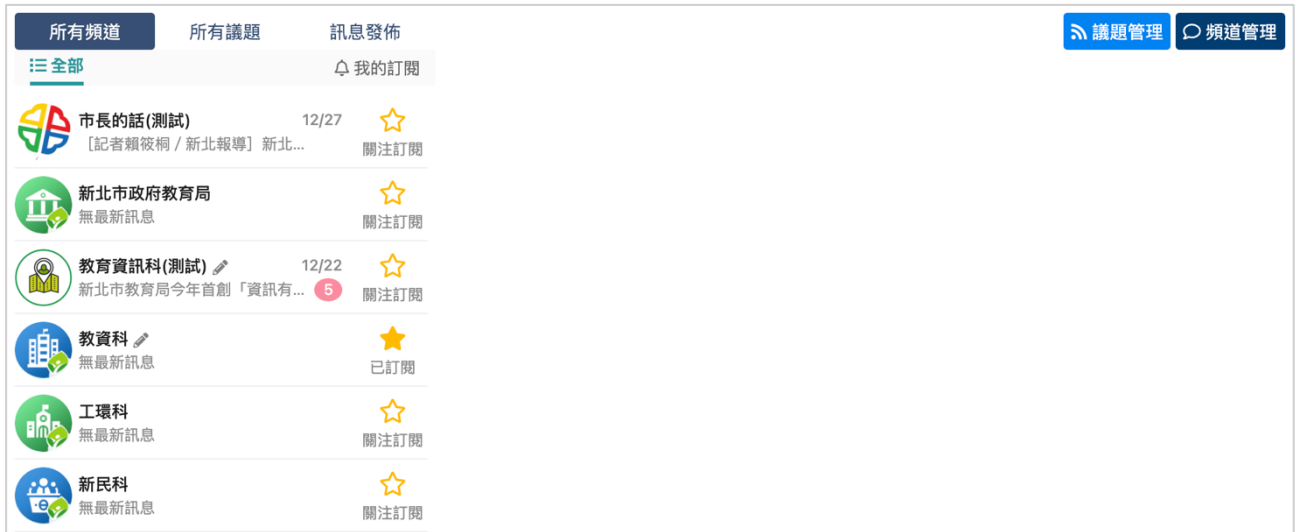 所有頻道 所有議題 訊息發佈 議題管理 頻道管理
全部 我的訂閱
市長的話(測試) 12/27
［記者賴筱桐／新北報導］新北...
關注訂閱
新北市政府教育局
無最新訊息
關注訂閱
教育資訊科(測試) 12/22
新北市教育局今年首創「資訊有... 5
關注訂閱
教資科
無最新訊息
已訂閱
工環科
無最新訊息
關注訂閱
新民科
無最新訊息
關注訂閱